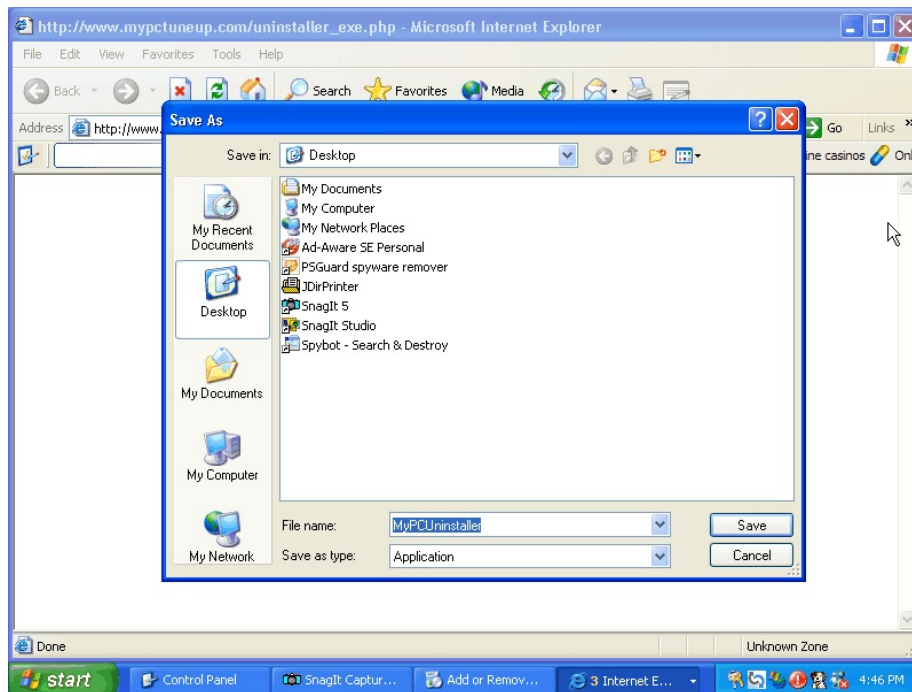 http://www.mypctuneup.com/uninstaller_exe.php - Microsoft Internet Explorer
File Edit View Favorites Tools Help
Back Search Favorites Media
Address http://www. Go Links »
ine casinos Onl
Save As
Save in: Desktop
My Recent Documents
Desktop
My Documents
My Computer
My Network
My Documents
My Computer
My Network Places
Ad-Aware SE Personal
PSGuard spyware remover
JDirPrinter
SnagIt 5
SnagIt Studio
Spybot - Search & Destroy
File name: MyPCUninstaller Save
Save as type: Application Cancel
Done Unknown Zone
start Control Panel SnagIt Captur... Add or Remov... 3 Internet E... 4:46 PM